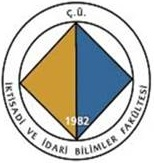 Ç.Ü.
İKTİSADİ VE İDARİ BİLİMLER FAKÜLTESİ
1982